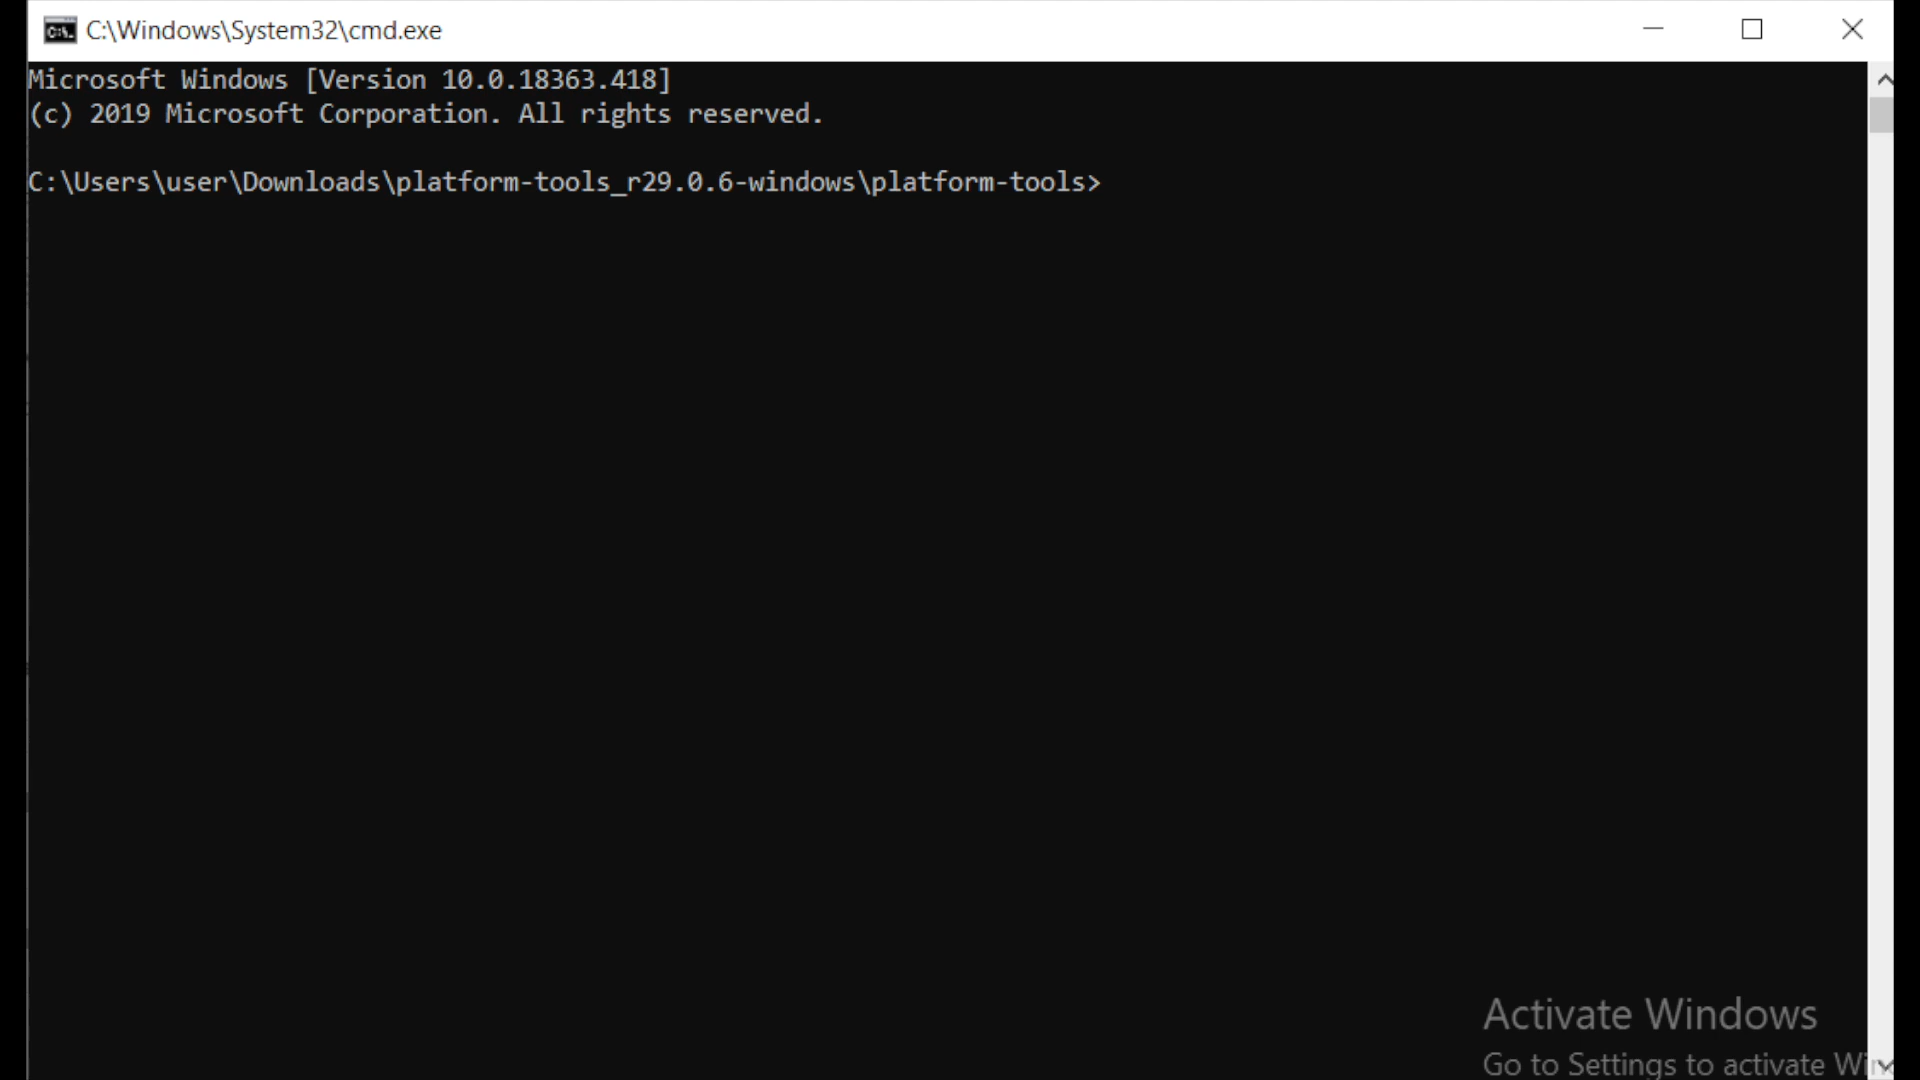 C:\Windows\System32\cmd.exe
Microsoft Windows [Version 10.0.18363.418]
(c) 2019 Microsoft Corporation. All rights reserved.
C:\Users\user\Downloads\platform-tools_r29.0.6-windows\platform-tools>
Activate Windows
Go to Settings to activate